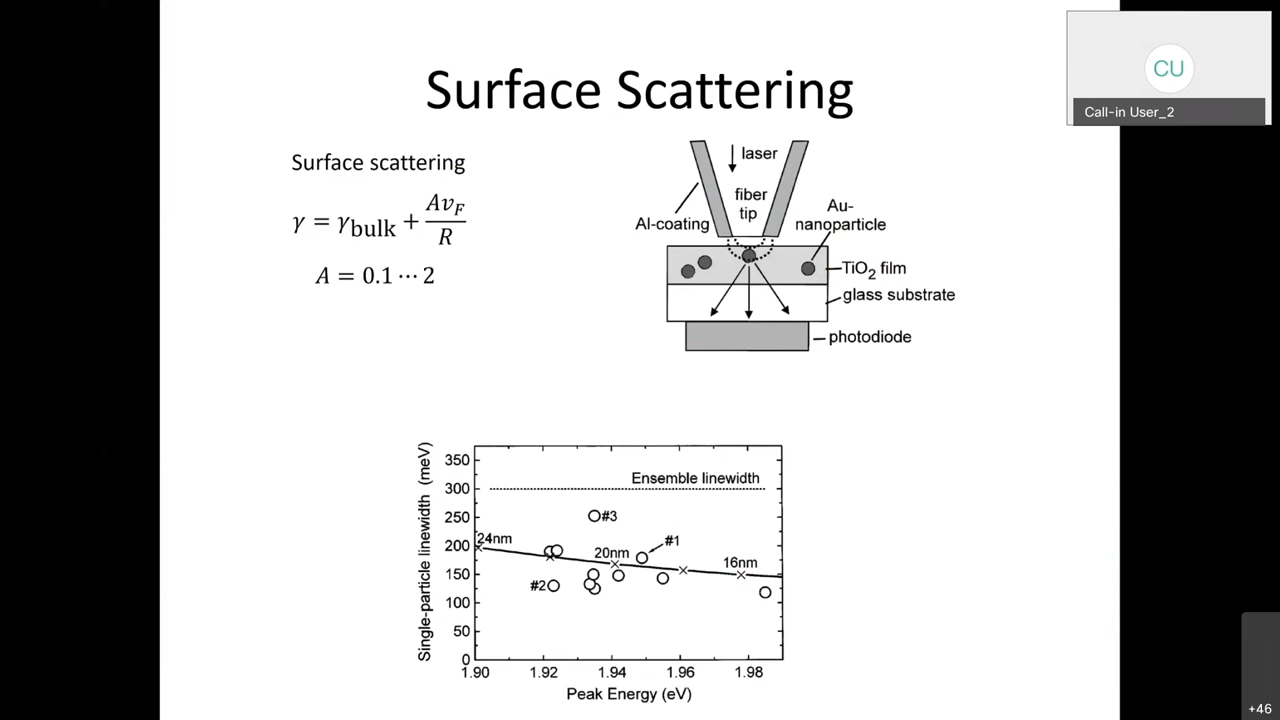 Surface Scattering
CU
Call-in User_2
Surface scattering
γ = γbulk + AvF/R
A = 0.1 ⋯ 2
laser
fiber
tip
Al-coating
Au-
nanoparticle
TiO2 film
glass substrate
photodiode
Single-particle linewidth (meV)
350
300
250
200
150
100
50
0
Ensemble linewidth
#3
24nm
#1
20nm
16nm
#2
1.90
1.92
1.94
1.96
1.98
Peak Energy (eV)
+46